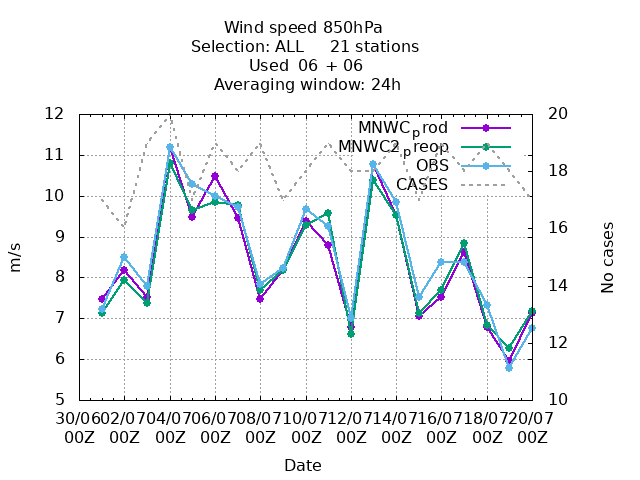 Wind speed 850hPa
Selection: ALL 21 stations
Used 06 + 06
Averaging window: 24h
12
11
10
9
8
7
6
5
m/s
20
18
16
14
12
10
No cases
MNWCprod
MNWC2preop
OBS
CASES
30/06 02/07 04/07 06/07 08/07 10/07 12/07 14/07 16/07 18/07 20/07
00Z 00Z 00Z 00Z 00Z 00Z 00Z 00Z 00Z 00Z 00Z
Date